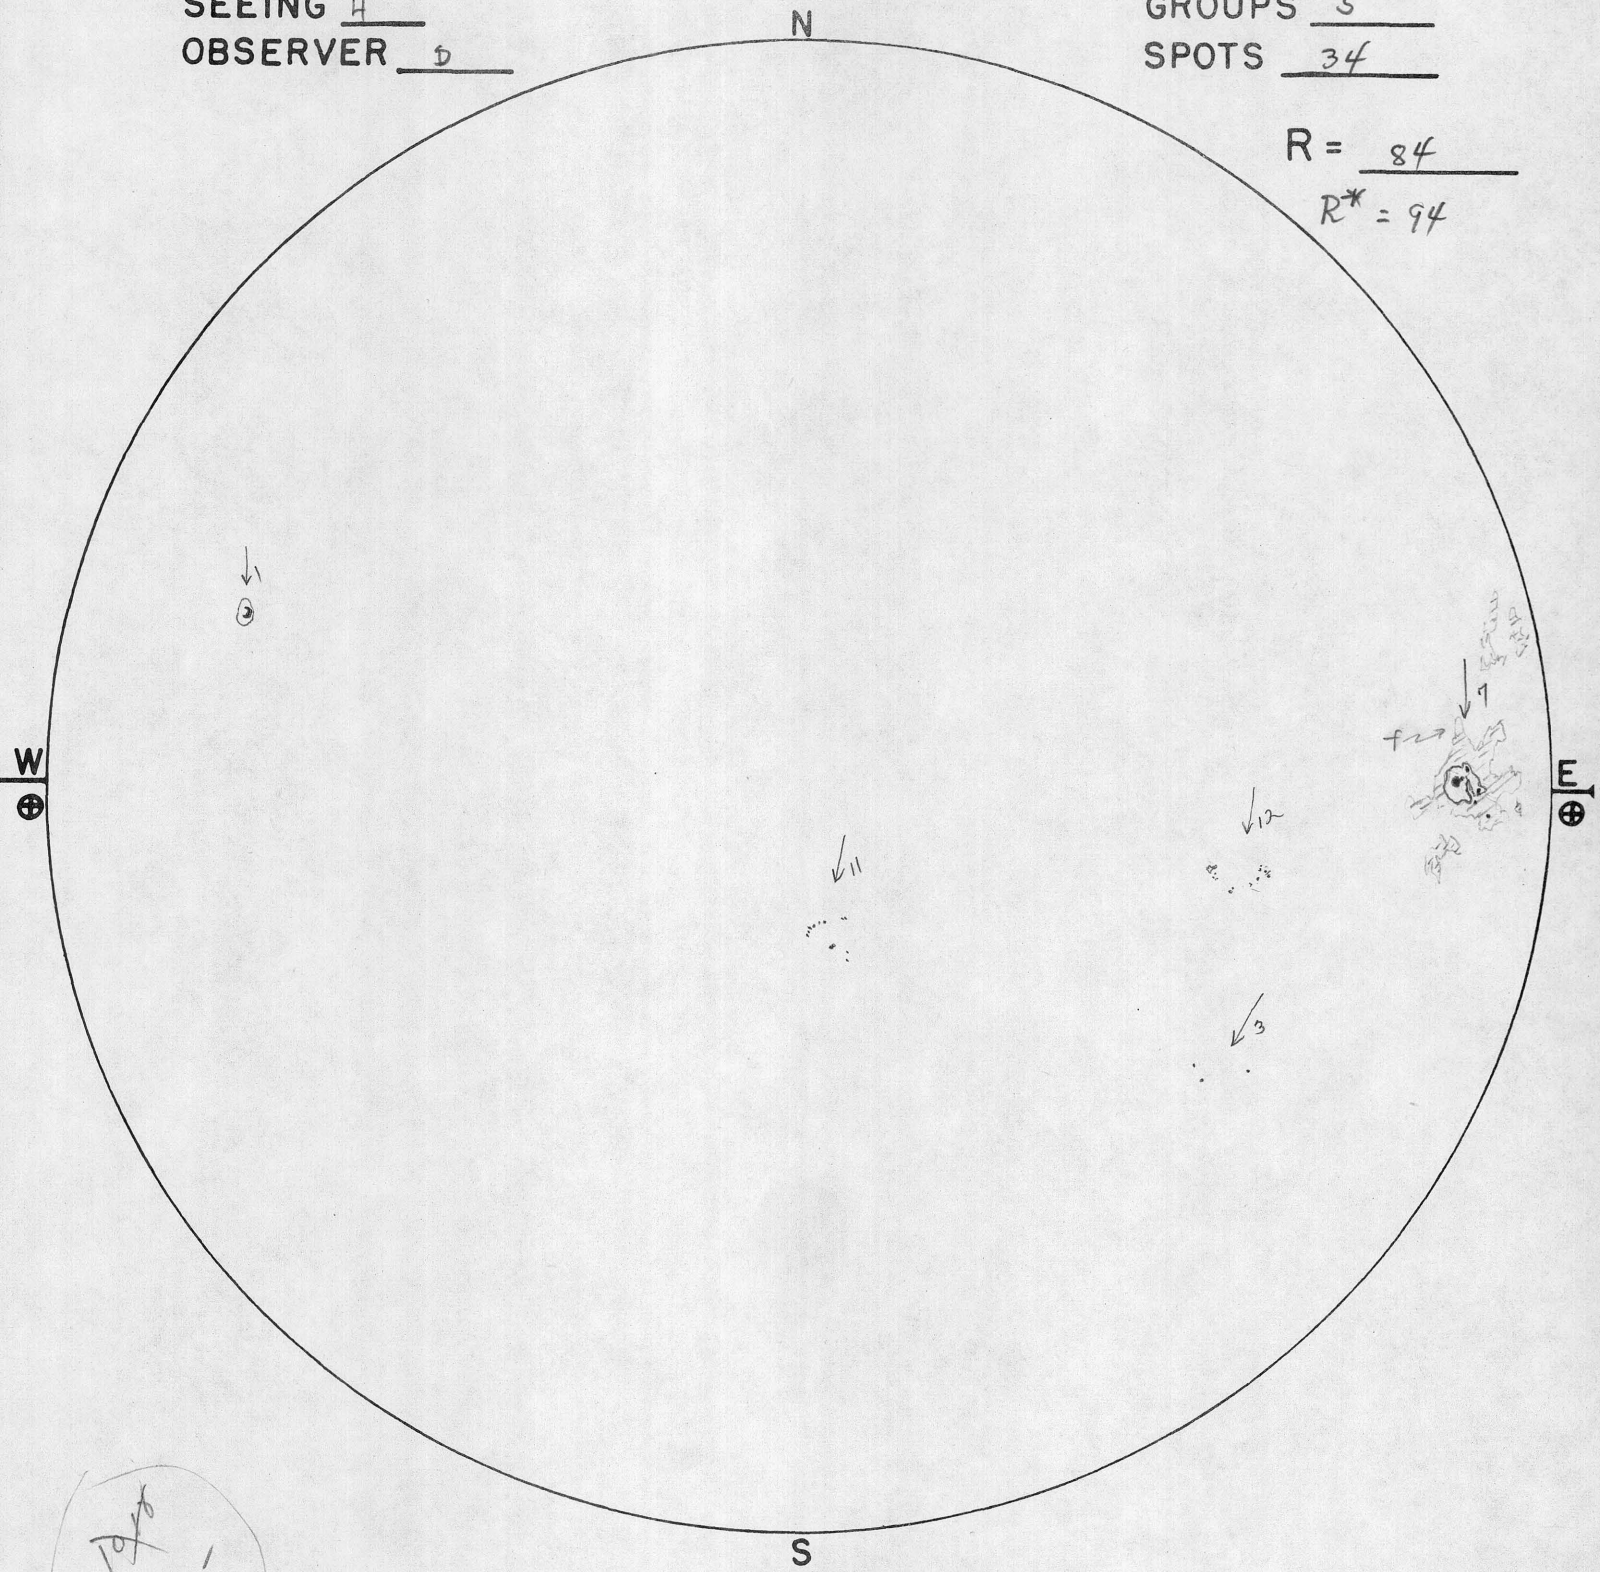 SEEING 4
OBSERVER D
N
GROUPS 5
SPOTS 34
R = 84
R* = 94
↓1
↓7
f
W
E
↓12
↙11
↙3
S